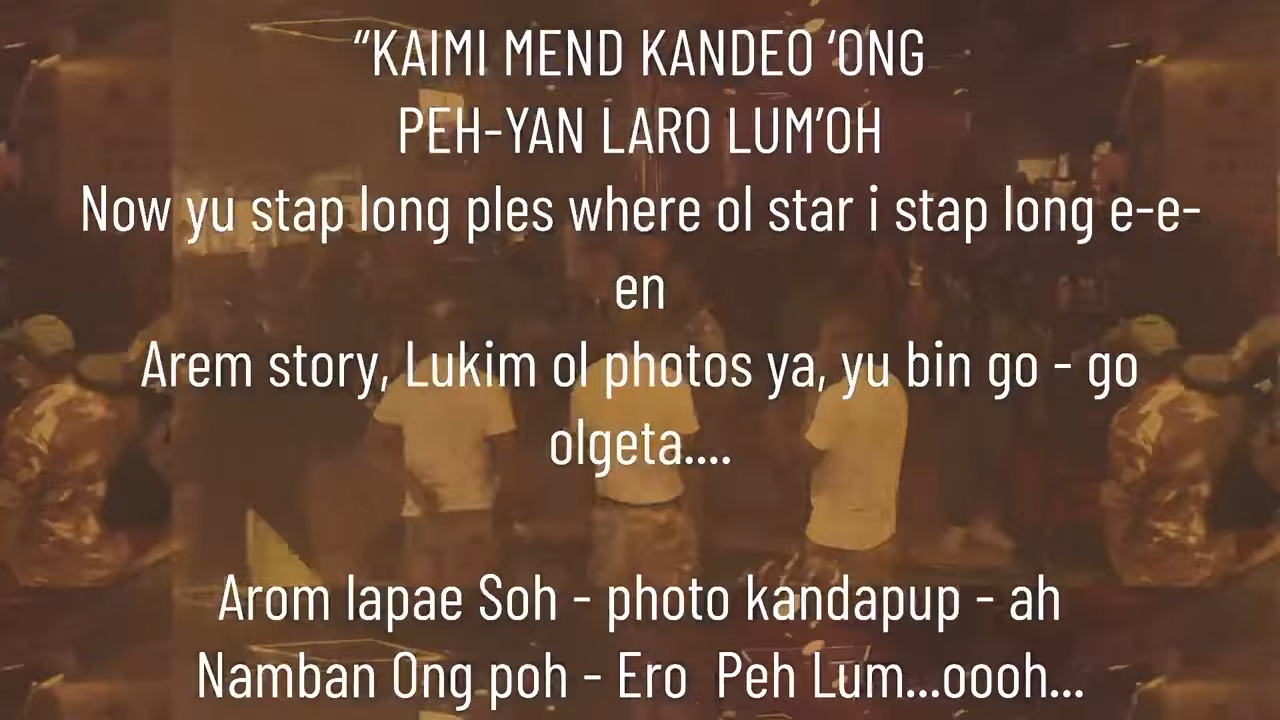 “KAIMI MEND KANDEO ‘ONG
PEH-YAN LARO LUM’OH
Now yu stap long ples where ol star i stap long e-e-
en
Arem story, Lukim ol photos ya, yu bin go - go
olgeta....
Arom lapae Soh - photo kandapup - ah
Namban Ong poh - Ero  Peh Lum...oooh...